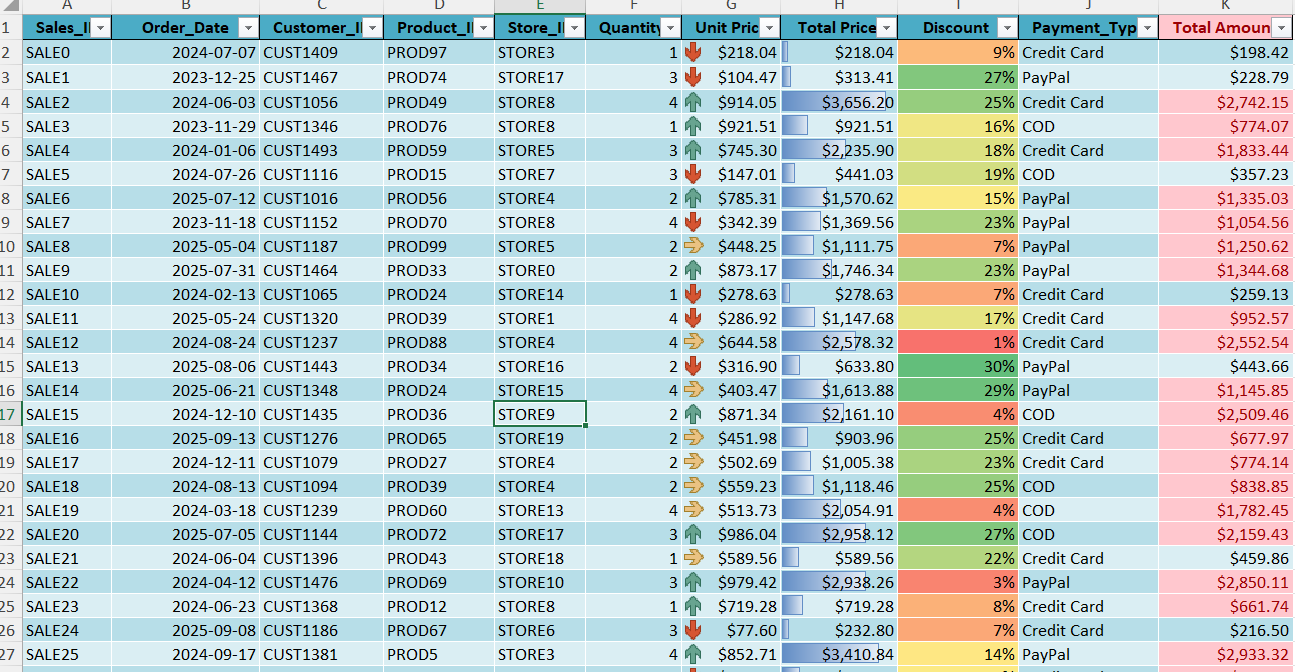 A B C D E F G H I J K
1 Sales_I Order_Date Customer_I Product_I Store_I Quantity Unit Pric Total Price Discount Payment_Typ Total Amoun
2 SALE0 2024-07-07 CUST1409 PROD97 STORE3 1 $218.04 $218.04 9% Credit Card $198.42
3 SALE1 2023-12-25 CUST1467 PROD74 STORE17 3 $104.47 $313.41 27% PayPal $228.79
4 SALE2 2024-06-03 CUST1056 PROD49 STORE8 4 $914.05 $3,656.20 25% Credit Card $2,742.15
5 SALE3 2023-11-29 CUST1346 PROD76 STORE8 1 $921.51 $921.51 16% COD $774.07
6 SALE4 2024-01-06 CUST1493 PROD59 STORE5 3 $745.30 $2,235.90 18% Credit Card $1,833.44
7 SALE5 2024-07-26 CUST1116 PROD15 STORE7 3 $147.01 $441.03 19% COD $357.23
8 SALE6 2025-07-12 CUST1016 PROD56 STORE4 2 $785.31 $1,570.62 15% PayPal $1,335.03
9 SALE7 2023-11-18 CUST1152 PROD70 STORE8 4 $342.39 $1,369.56 23% PayPal $1,054.56
10 SALE8 2025-05-04 CUST1187 PROD99 STORE5 2 $448.25 $1,111.75 7% PayPal $1,250.62
11 SALE9 2025-07-31 CUST1464 PROD33 STORE0 2 $873.17 $1,746.34 23% PayPal $1,344.68
12 SALE10 2024-02-13 CUST1065 PROD24 STORE14 1 $278.63 $278.63 7% Credit Card $259.13
13 SALE11 2025-05-24 CUST1320 PROD39 STORE1 4 $286.92 $1,147.68 17% Credit Card $952.57
14 SALE12 2024-08-24 CUST1237 PROD88 STORE4 4 $644.58 $2,578.32 1% Credit Card $2,552.54
15 SALE13 2025-08-06 CUST1443 PROD34 STORE16 2 $316.90 $633.80 30% PayPal $443.66
16 SALE14 2025-06-21 CUST1348 PROD24 STORE15 4 $403.47 $1,613.88 29% PayPal $1,145.85
17 SALE15 2024-12-10 CUST1435 PROD36 STORE9 2 $871.34 $2,161.10 4% COD $2,509.46
18 SALE16 2025-09-13 CUST1276 PROD65 STORE19 2 $451.98 $903.96 25% Credit Card $677.97
19 SALE17 2024-12-11 CUST1079 PROD27 STORE4 2 $502.69 $1,005.38 23% Credit Card $774.14
20 SALE18 2024-08-13 CUST1094 PROD39 STORE4 2 $559.23 $1,118.46 25% COD $838.85
21 SALE19 2024-03-18 CUST1239 PROD60 STORE13 4 $513.73 $2,054.91 4% COD $1,782.45
22 SALE20 2025-07-05 CUST1144 PROD72 STORE17 3 $986.04 $2,958.12 27% COD $2,159.43
23 SALE21 2024-06-04 CUST1396 PROD43 STORE18 1 $589.56 $589.56 22% Credit Card $459.86
24 SALE22 2024-04-12 CUST1476 PROD69 STORE10 3 $979.42 $2,938.26 3% PayPal $2,850.11
25 SALE23 2024-06-23 CUST1368 PROD12 STORE8 1 $719.28 $719.28 8% Credit Card $661.74
26 SALE24 2025-09-08 CUST1186 PROD67 STORE6 3 $77.60 $232.80 7% Credit Card $216.50
27 SALE25 2024-09-17 CUST1381 PROD5 STORE3 4 $852.71 $3,410.84 14% PayPal $2,933.32